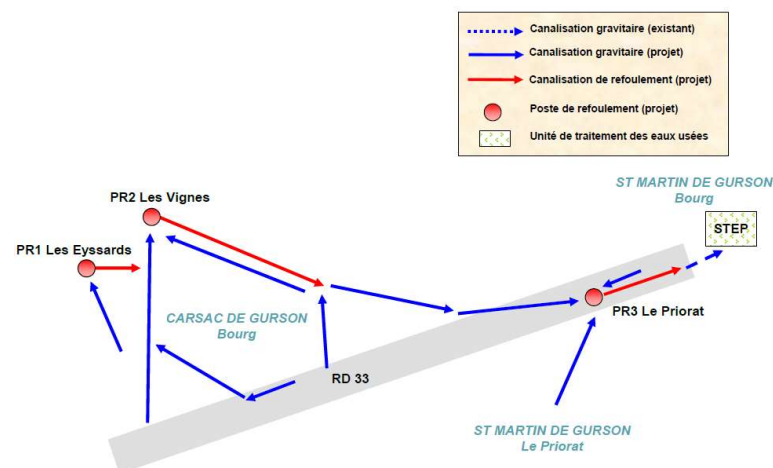 Canalisation gravitaire (existant)
Canalisation gravitaire (projet)
Canalisation de refoulement (projet)
Poste de refoulement (projet)
Unité de traitement des eaux usées
ST MARTIN DE GURSON
Bourg
PR2 Les Vignes
STEP
PR1 Les Eyssards
PR3 Le Priorat
CARSAC DE GURSON
Bourg
RD 33
ST MARTIN DE GURSON
Le Priorat